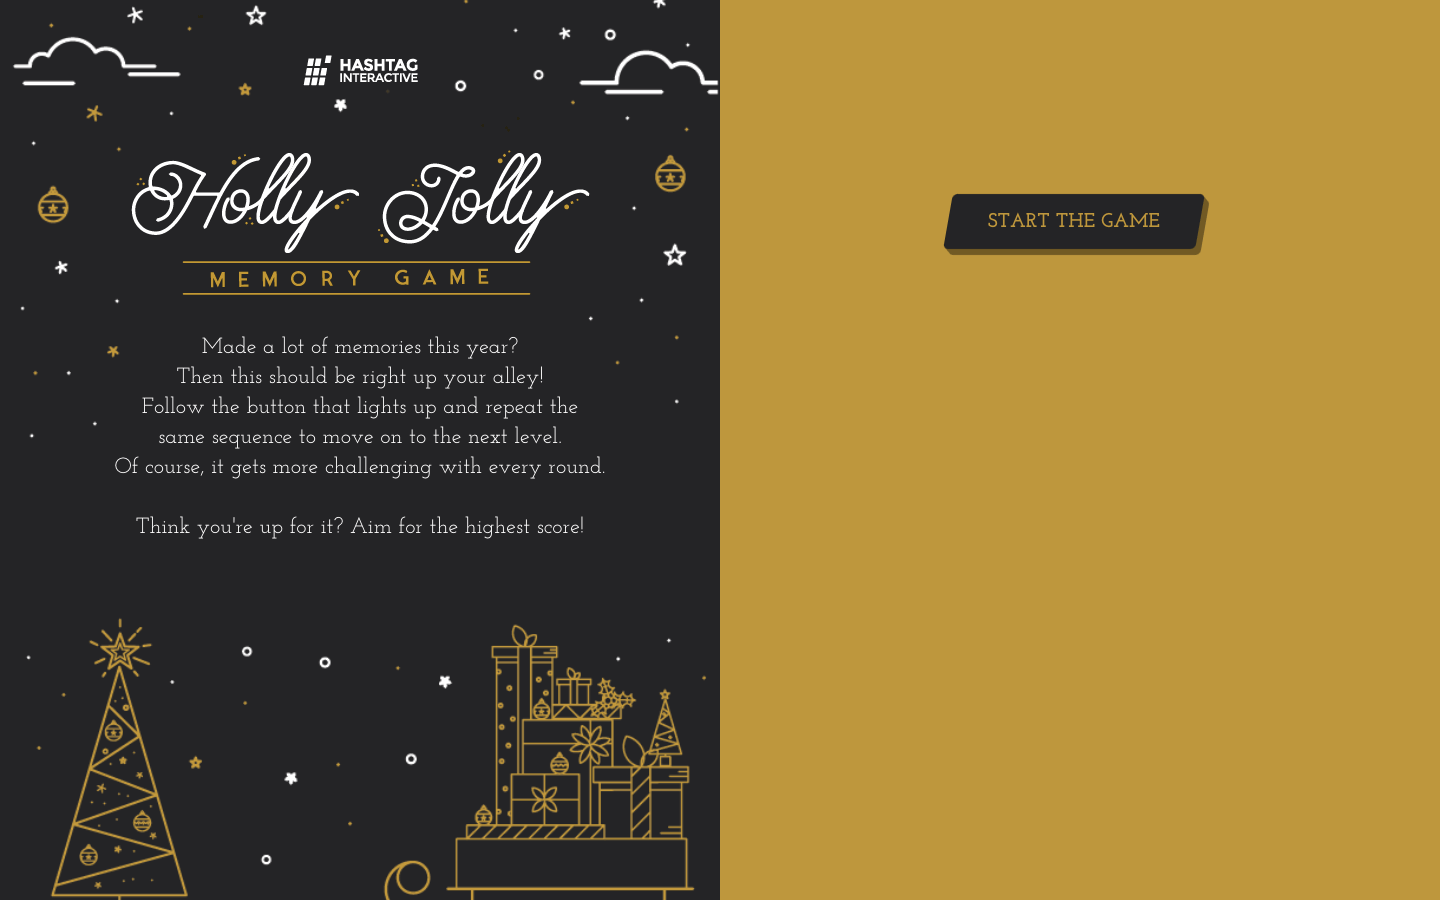 HASHTAG
INTERACTIVE
Holly Jolly
MEMORY GAME
Made a lot of memories this year?
Then this should be right up your alley!
Follow the button that lights up and repeat the
same sequence to move on to the next level.
Of course, it gets more challenging with every round.
Think you're up for it? Aim for the highest score!
START THE GAME